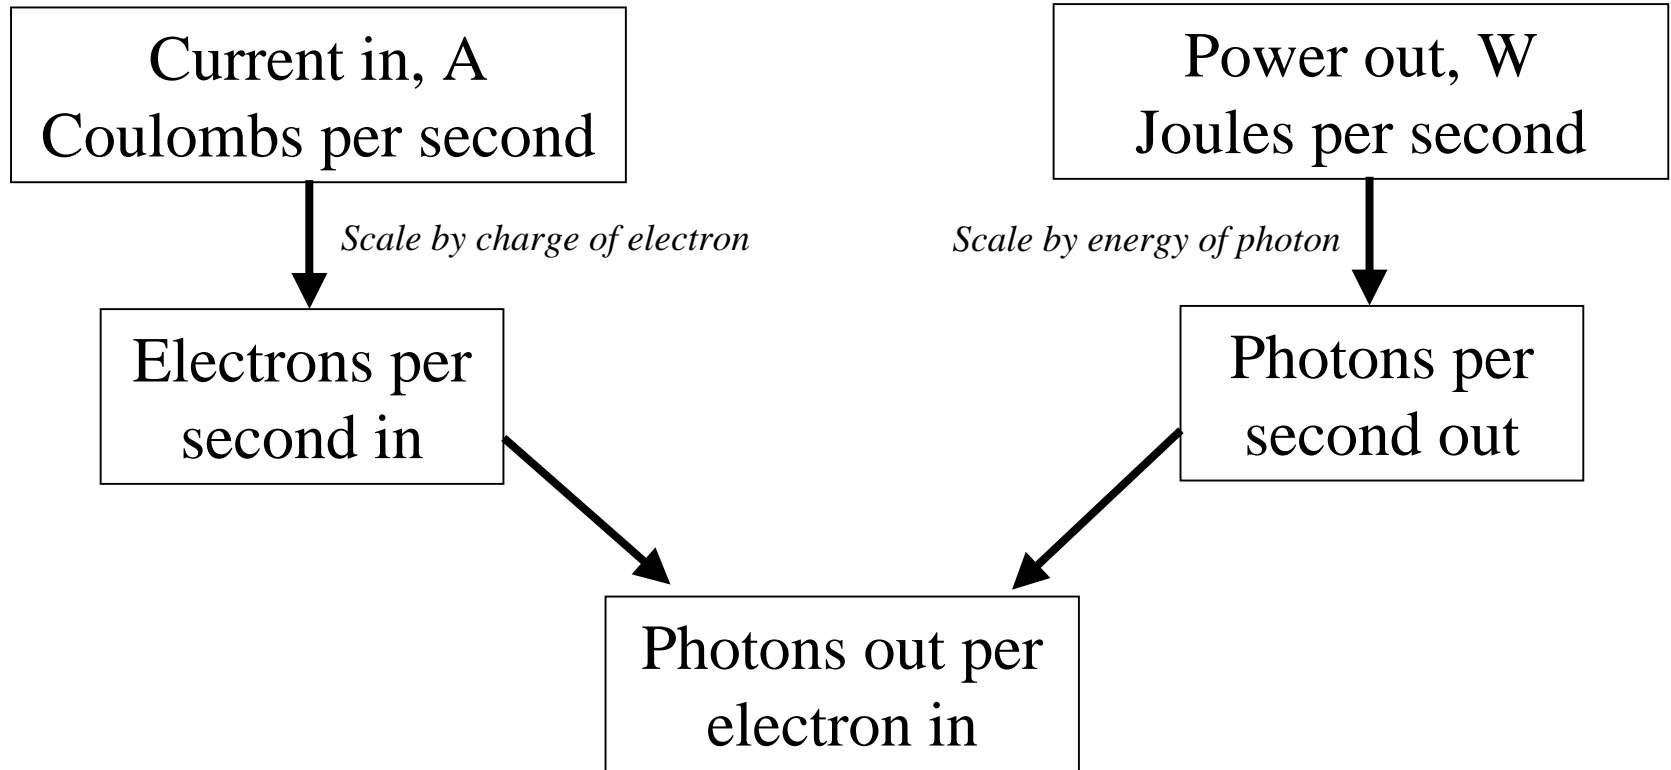 Current in, A
Coulombs per second
Power out, W
Joules per second
Scale by charge of electron
Scale by energy of photon
Electrons per
second in
Photons per
second out
Photons out per
electron in